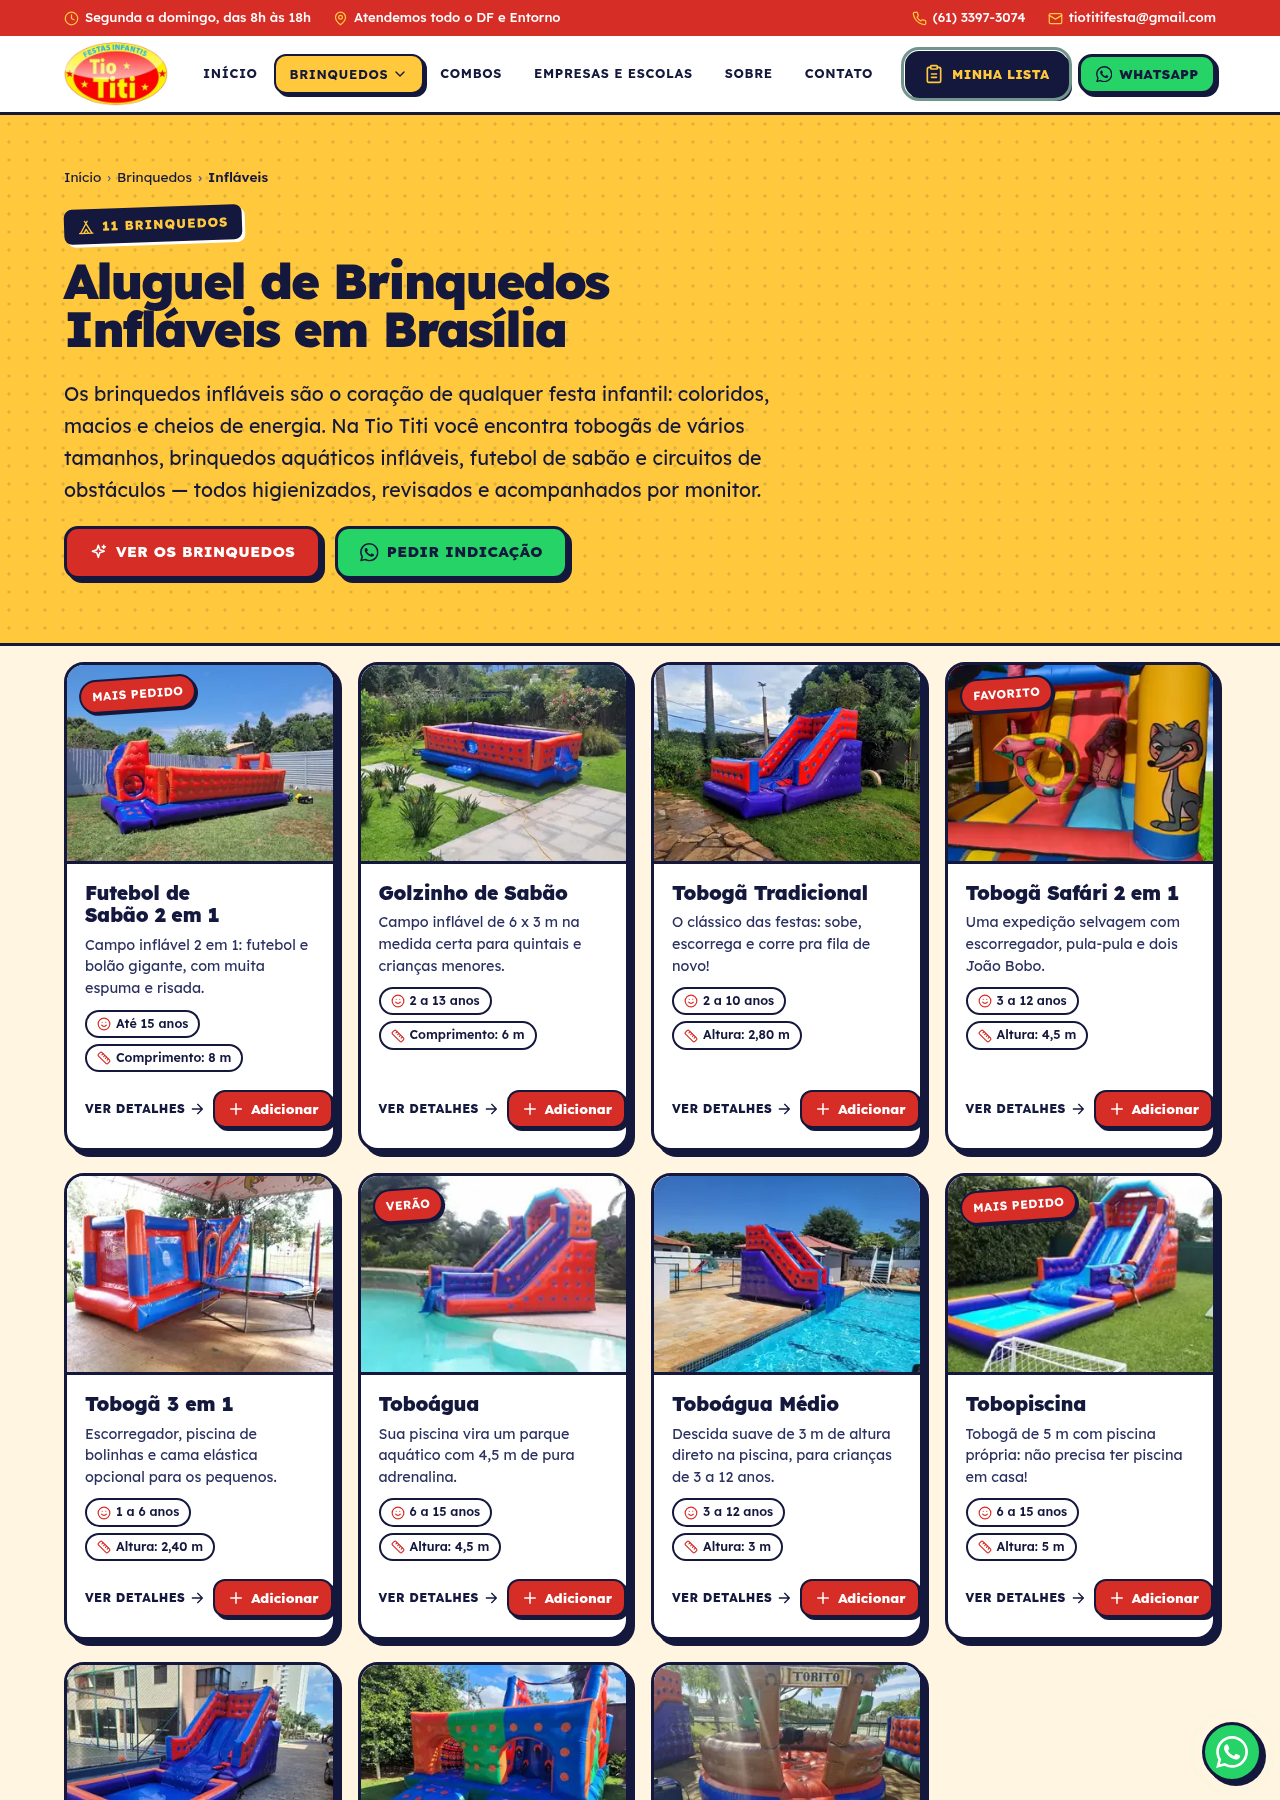 Segunda a domingo, das 8h às 18h
Atendemos todo o DF e Entorno
(61) 3397-3074
tiotitifesta@gmail.com
FESTAS INFANTIS
Tio
Titi
INÍCIO
BRINQUEDOS
COMBOS
EMPRESAS E ESCOLAS
SOBRE
CONTATO
MINHA LISTA
WHATSAPP
Início › Brinquedos › Infláveis
11 BRINQUEDOS
Aluguel de Brinquedos
Infláveis em Brasília
Os brinquedos infláveis são o coração de qualquer festa infantil: coloridos,
macios e cheios de energia. Na Tio Titi você encontra tobogãs de vários
tamanhos, brinquedos aquáticos infláveis, futebol de sabão e circuitos de
obstáculos — todos higienizados, revisados e acompanhados por monitor.
VER OS BRINQUEDOS
PEDIR INDICAÇÃO
MAIS PEDIDO
Futebol de
Sabão 2 em 1
Campo inflável 2 em 1: futebol e
bolão gigante, com muita
espuma e risada.
Até 15 anos
Comprimento: 8 m
VER DETALHES
Adicionar
Golzinho de Sabão
Campo inflável de 6 x 3 m na
medida certa para quintais e
crianças menores.
2 a 13 anos
Comprimento: 6 m
VER DETALHES
Adicionar
Tobogã Tradicional
O clássico das festas: sobe,
escorrega e corre pra fila de
novo!
2 a 10 anos
Altura: 2,80 m
VER DETALHES
Adicionar
FAVORITO
Tobogã Safári 2 em 1
Uma expedição selvagem com
escorregador, pula-pula e dois
João Bobo.
3 a 12 anos
Altura: 4,5 m
VER DETALHES
Adicionar
Tobogã 3 em 1
Escorregador, piscina de
bolinhas e cama elástica
opcional para os pequenos.
1 a 6 anos
Altura: 2,40 m
VER DETALHES
Adicionar
VERÃO
Toboágua
Sua piscina vira um parque
aquático com 4,5 m de pura
adrenalina.
6 a 15 anos
Altura: 4,5 m
VER DETALHES
Adicionar
Toboágua Médio
Descida suave de 3 m de altura
direto na piscina, para crianças
de 3 a 12 anos.
3 a 12 anos
Altura: 3 m
VER DETALHES
Adicionar
MAIS PEDIDO
Tobopiscina
Tobogã de 5 m com piscina
própria: não precisa ter piscina
em casa!
6 a 15 anos
Altura: 5 m
VER DETALHES
Adicionar
TORITO